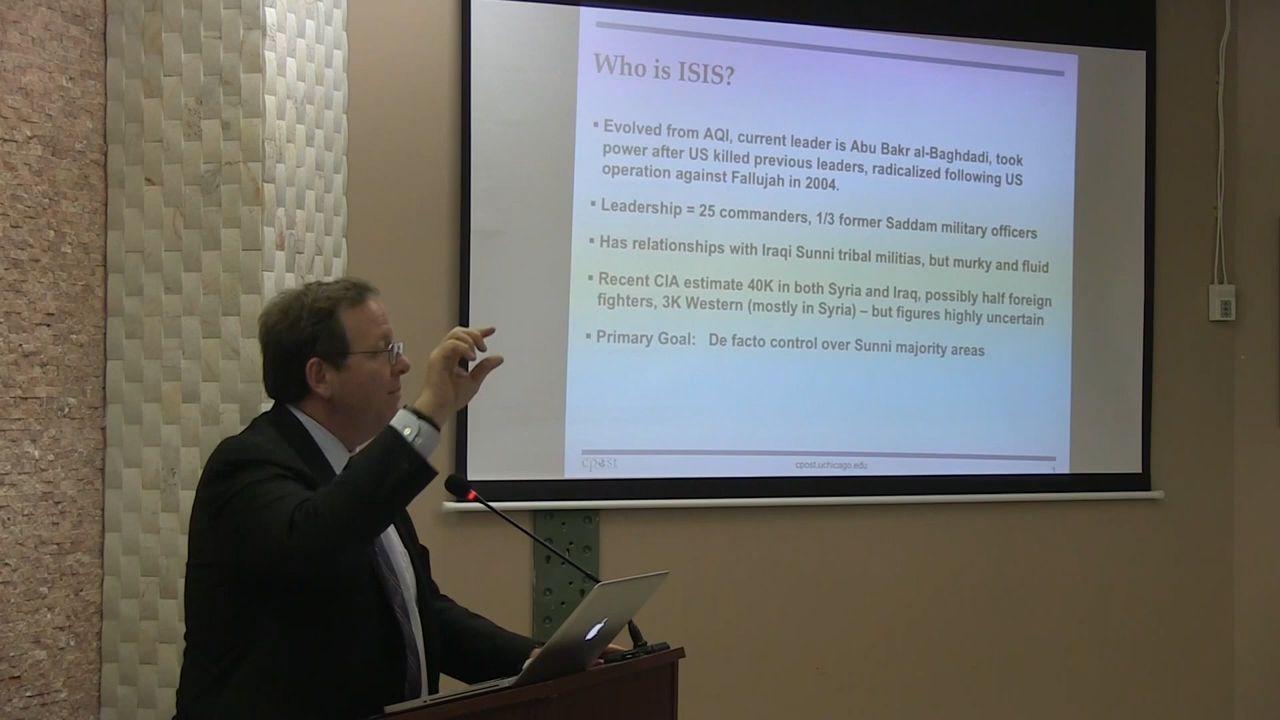 Who is ISIS?
▪ Evolved from AQI, current leader is Abu Bakr al-Baghdadi, took
power after US killed previous leaders, radicalized following US
operation against Fallujah in 2004.
▪ Leadership = 25 commanders, 1/3 former Saddam military officers
▪ Has relationships with Iraqi Sunni tribal militias, but murky and fluid
▪ Recent CIA estimate 40K in both Syria and Iraq, possibly half foreign
fighters, 3K Western (mostly in Syria) – but figures highly uncertain
▪ Primary Goal: De facto control over Sunni majority areas
cpost
cpost.uchicago.edu